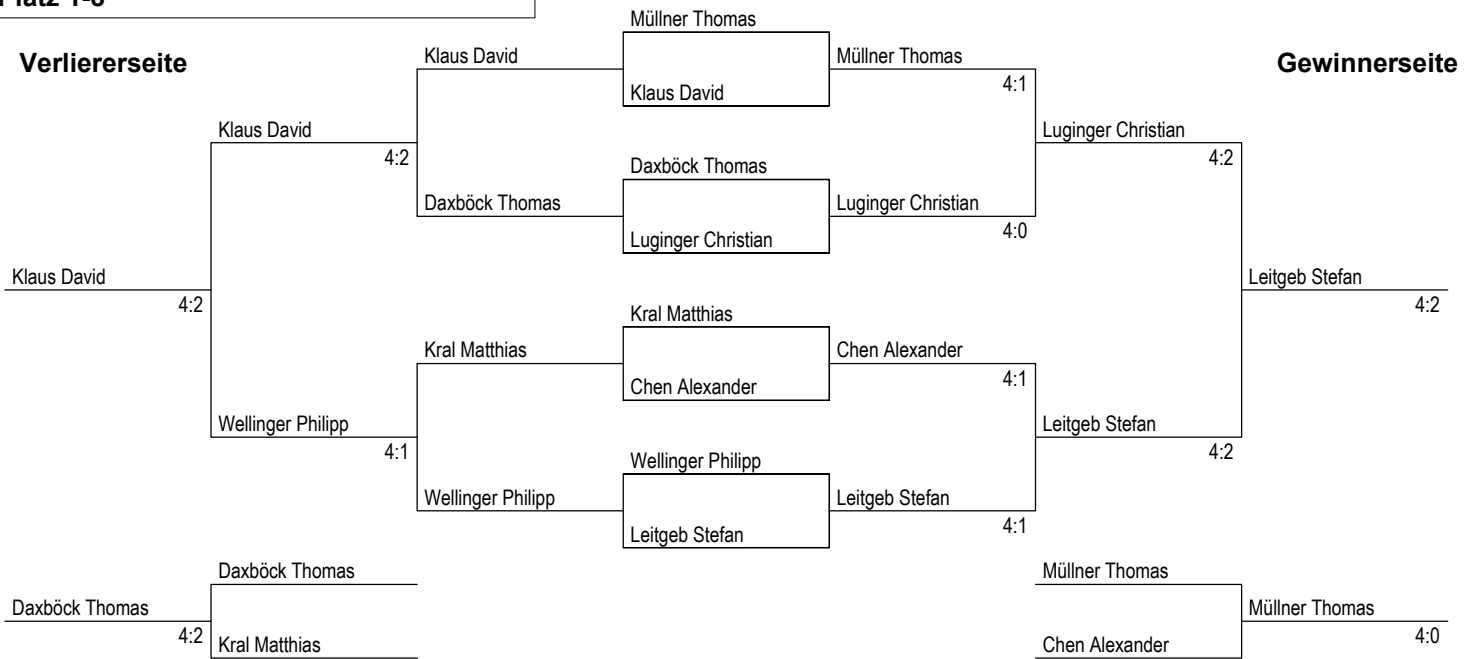 Platz 1-8
Müllner Thomas
Verliererseite
Klaus David
Müllner Thomas
Gewinnerseite
Klaus David
4:1
Klaus David
Luginger Christian
4:2
Daxböck Thomas
4:2
Daxböck Thomas
Luginger Christian
Luginger Christian
4:0
Klaus David
Leitgeb Stefan
4:2
4:2
Kral Matthias
Kral Matthias
Chen Alexander
Chen Alexander
4:1
Wellinger Philipp
Leitgeb Stefan
4:1
Wellinger Philipp
4:2
Wellinger Philipp
Leitgeb Stefan
Leitgeb Stefan
4:1
Daxböck Thomas
Müllner Thomas
Daxböck Thomas
Müllner Thomas
4:2
Kral Matthias
Chen Alexander
4:0